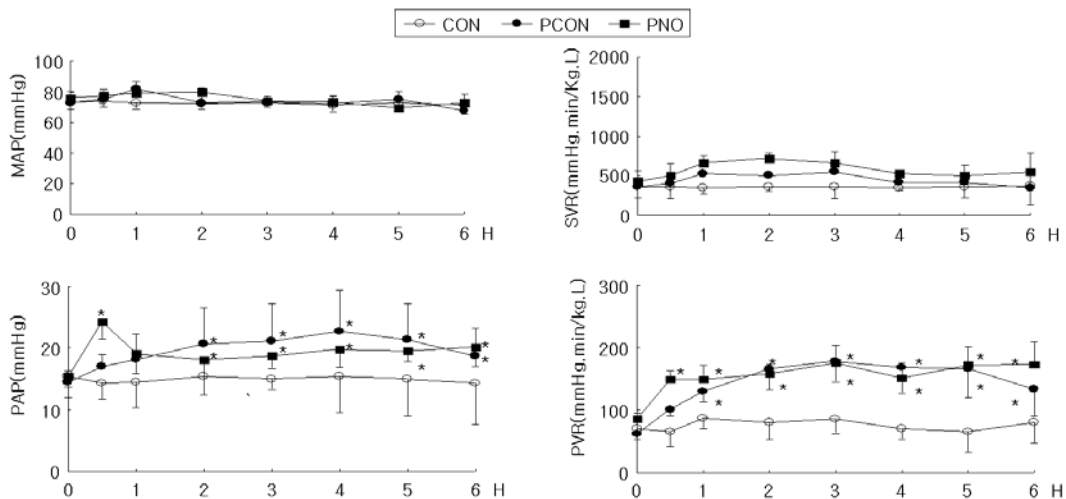 CON PCON PNO
MAP(mmHg)
100
80
60
40
20
0
0 1 2 3 4 5 6 H
SVR(mmHg.min/Kg.L)
2000
1500
1000
500
0
0 1 2 3 4 5 6 H
PAP(mmHg)
30
20
10
0
* * * * * * * * * *
0 1 2 3 4 5 6 H
PVR(mmHg.min/kg.L)
300
200
100
0
* * * * * * * * * * * * *
0 1 2 3 4 5 6 H